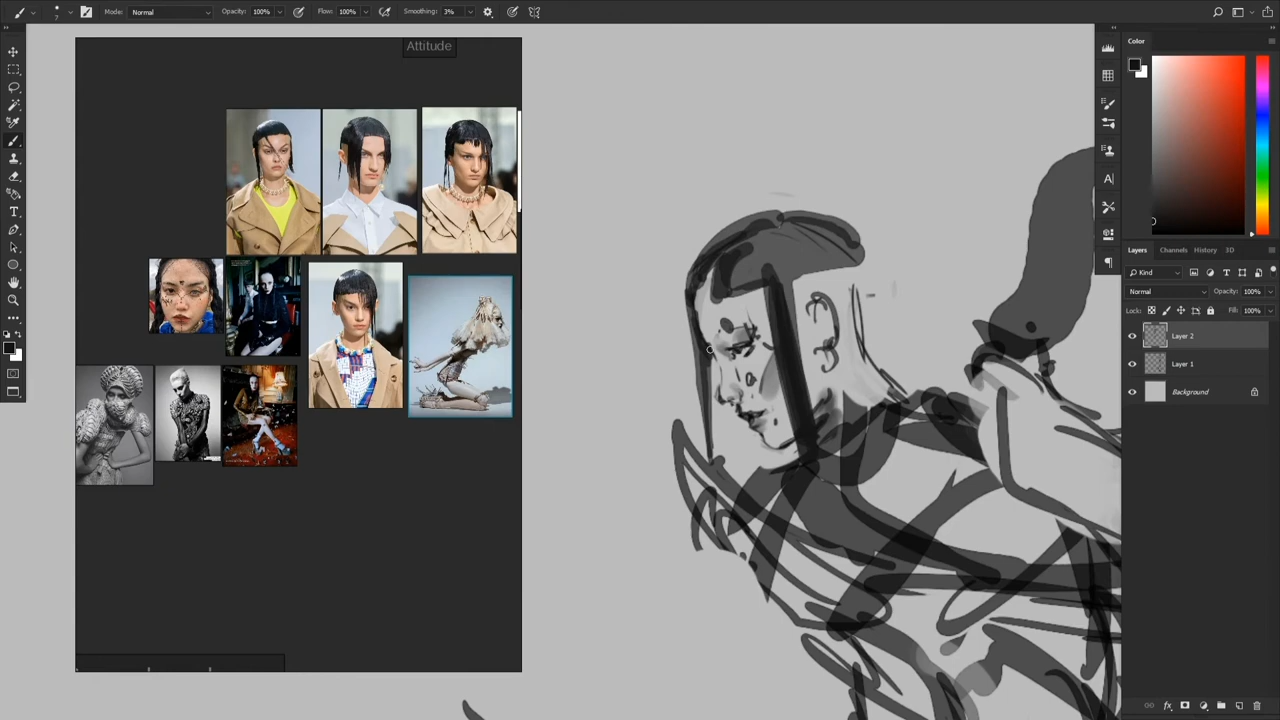 Mode: Normal Opacity: 100% Flow: 100% Smoothing: 3%
Attitude
Color
Layers Channels History 3D
Kind
Normal Opacity: 100%
Lock: Fill: 100%
Layer 2
Layer 1
Background